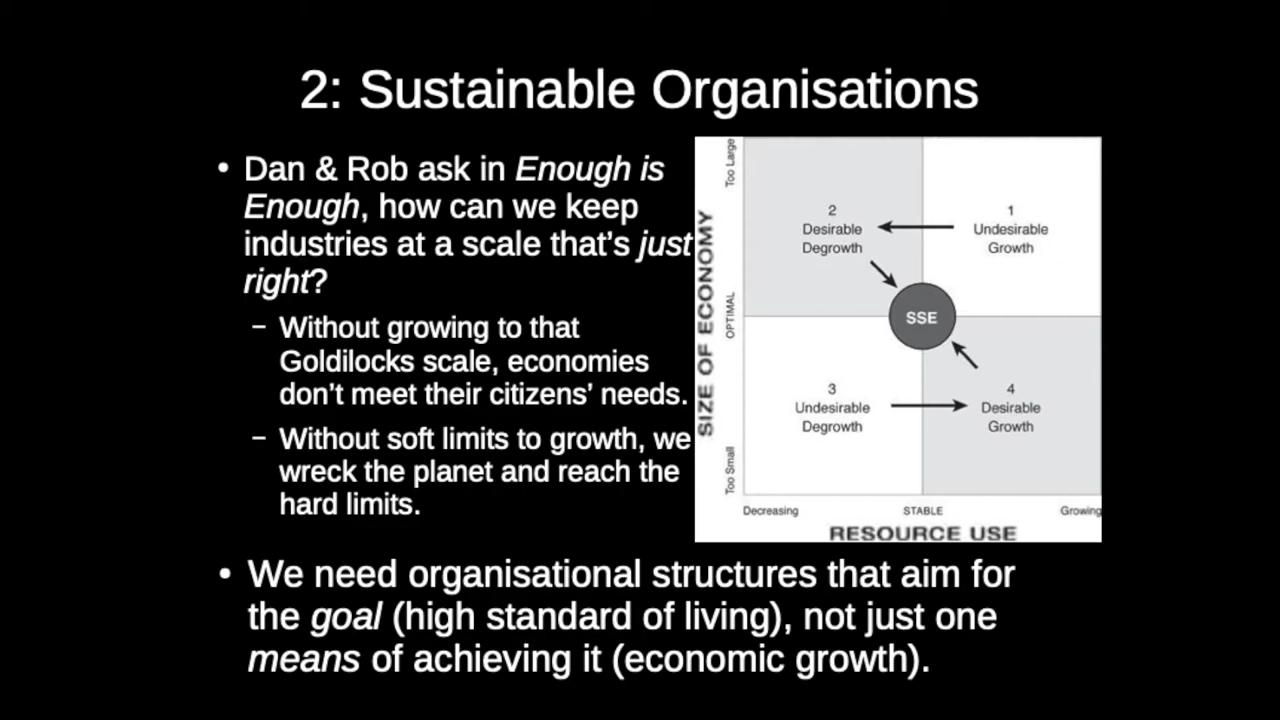 2: Sustainable Organisations
• Dan & Rob ask in Enough is
Enough, how can we keep
industries at a scale that's just
right?
– Without growing to that
Goldilocks scale, economies
don't meet their citizens' needs.
– Without soft limits to growth, we
wreck the planet and reach the
hard limits.
SIZE OF ECONOMY
Too Large
OPTIMAL
Too Small
2
Desirable
Degrowth
1
Undesirable
Growth
SSE
3
Undesirable
Degrowth
4
Desirable
Growth
Decreasing
STABLE
Growing
RESOURCE USE
• We need organisational structures that aim for
the goal (high standard of living), not just one
means of achieving it (economic growth).